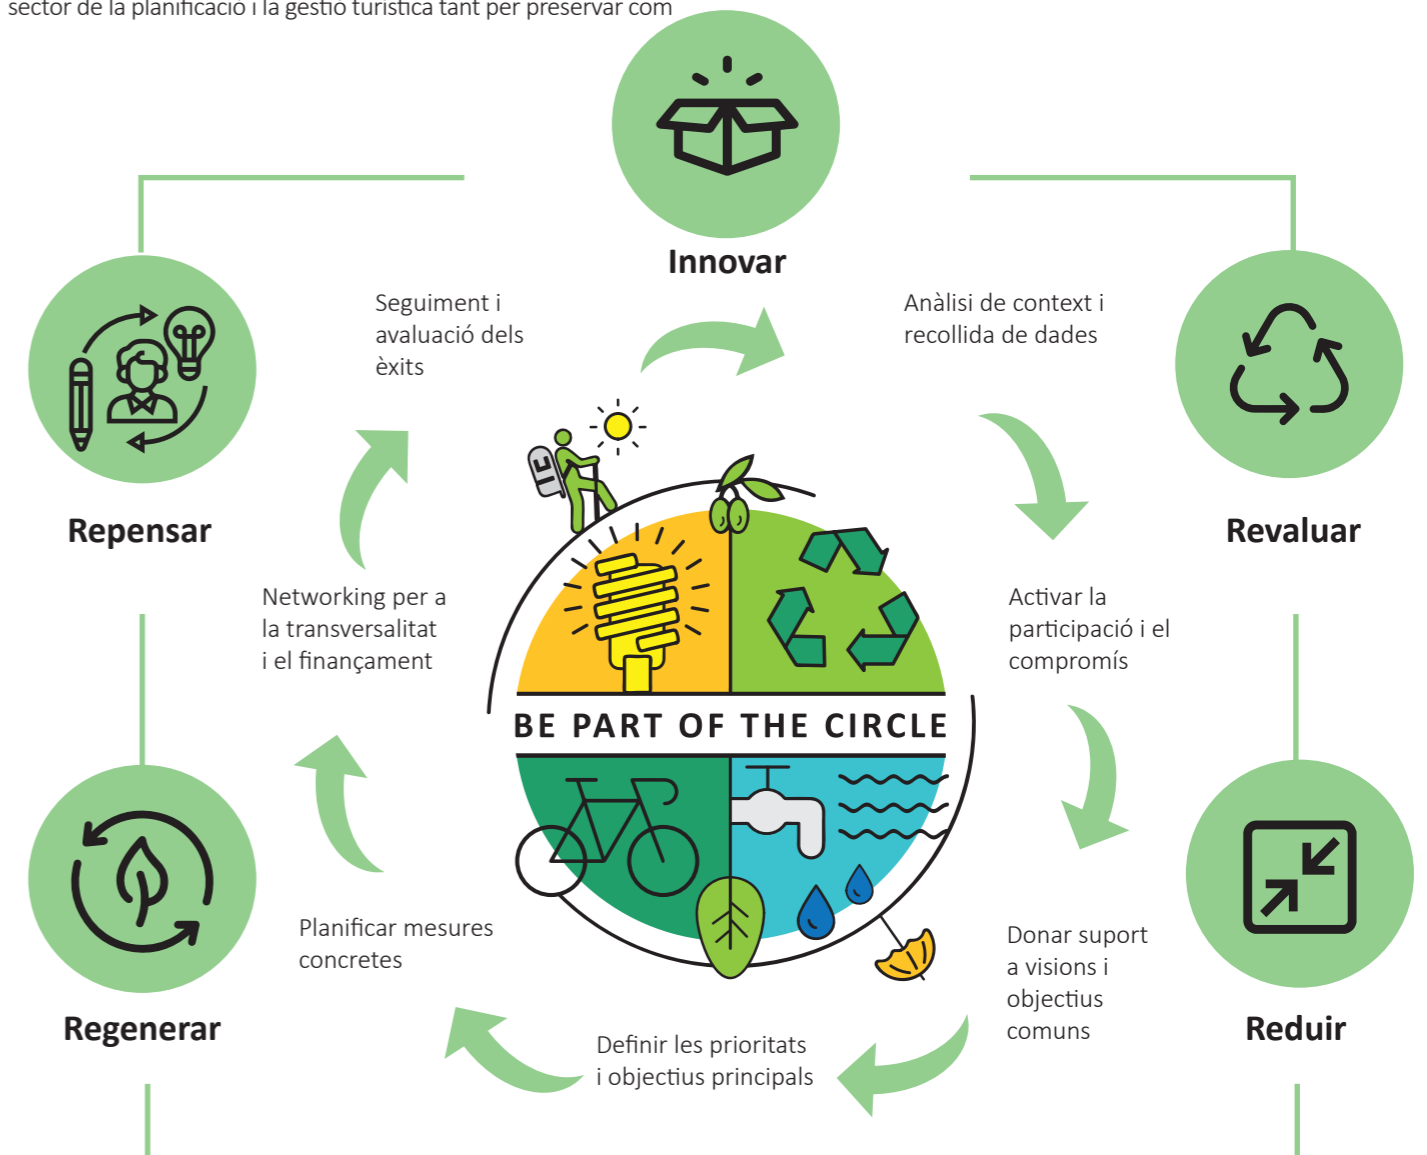 sector de la planificació i la gestió turística tant per preservar com
Innovar
Seguiment i
avaluació dels
èxits
Anàlisi de context i
recollida de dades
Repensar
Revaluar
Networking per a
la transversalitat
i el finançament
Activar la
participació i el
compromís
BE PART OF THE CIRCLE
Planificar mesures
concretes
Donar suport
a visions i
objectius
comuns
Regenerar
Reduir
Definir les prioritats
i objectius principals